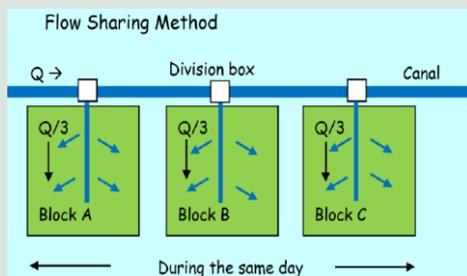 Flow Sharing Method
Q → Division box Canal
Q/3 Q/3 Q/3
Block A Block B Block C
During the same day